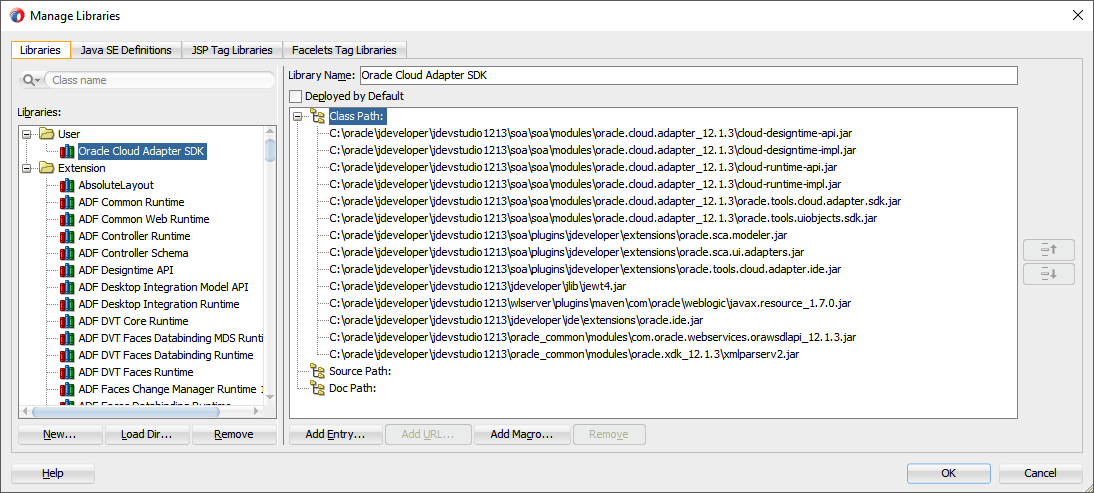 Manage Libraries
Libraries
Java SE Definitions
JSP Tag Libraries
Facelets Tag Libraries
Class name
Libraries:
User
Oracle Cloud Adapter SDK
Extension
AbsoluteLayout
ADF Common Runtime
ADF Common Web Runtime
ADF Controller Runtime
ADF Controller Schema
ADF Designtime API
ADF Desktop Integration Model API
ADF Desktop Integration Runtime
ADF DVT Core Runtime
ADF DVT Faces Databinding MDS Runti
ADF DVT Faces Databinding Runtime
ADF DVT Faces Runtime
ADF Faces Change Manager Runtime 1
ADF Faces Databinding Runtime
New...
Load Dir...
Remove
Library Name: Oracle Cloud Adapter SDK
Deployed by Default
Class Path:
C:\oracle\jdeveloper\jdevstudio1213\soa\soa\modules\oracle.cloud.adapter_12.1.3\cloud-designtime-api.jar
C:\oracle\jdeveloper\jdevstudio1213\soa\soa\modules\oracle.cloud.adapter_12.1.3\cloud-designtime-impl.jar
C:\oracle\jdeveloper\jdevstudio1213\soa\soa\modules\oracle.cloud.adapter_12.1.3\cloud-runtime-api.jar
C:\oracle\jdeveloper\jdevstudio1213\soa\soa\modules\oracle.cloud.adapter_12.1.3\cloud-runtime-impl.jar
C:\oracle\jdeveloper\jdevstudio1213\soa\soa\modules\oracle.cloud.adapter_12.1.3\oracle.tools.cloud.adapter.sdk.jar
C:\oracle\jdeveloper\jdevstudio1213\soa\soa\modules\oracle.cloud.adapter_12.1.3\oracle.tools.uiobjects.sdk.jar
C:\oracle\jdeveloper\jdevstudio1213\soa\plugins\jdeveloper\extensions\oracle.sca.modeler.jar
C:\oracle\jdeveloper\jdevstudio1213\soa\plugins\jdeveloper\extensions\oracle.sca.ui.adapters.jar
C:\oracle\jdeveloper\jdevstudio1213\soa\plugins\jdeveloper\extensions\oracle.tools.cloud.adapter.ide.jar
C:\oracle\jdeveloper\jdevstudio1213\jdeveloper\jlib\jewt4.jar
C:\oracle\jdeveloper\jdevstudio1213\wlserver\plugins\maven\com\oracle\weblogic\javax.resource_1.7.0.jar
C:\oracle\jdeveloper\jdevstudio1213\jdeveloper\ide\extensions\oracle.ide.jar
C:\oracle\jdeveloper\jdevstudio1213\oracle_common\modules\com.oracle.webservices.orawsdlapi_12.1.3.jar
C:\oracle\jdeveloper\jdevstudio1213\oracle_common\modules\oracle.xdk_12.1.3\xmlparserv2.jar
Source Path:
Doc Path:
Add Entry...
Add URL...
Add Macro...
Remove
Help
OK
Cancel